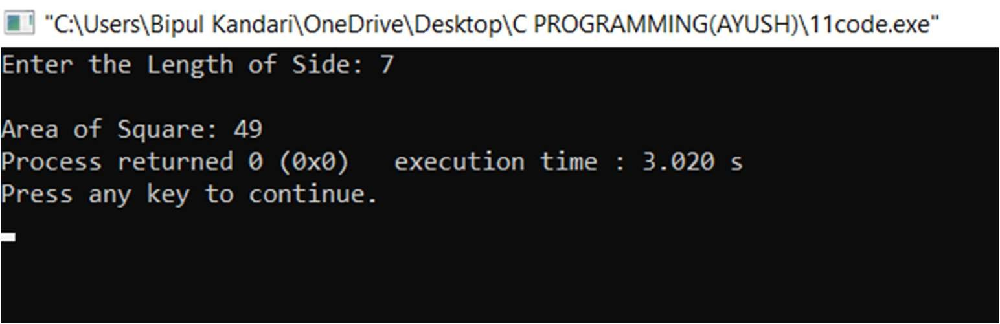 "C:\Users\Bipul Kandari\OneDrive\Desktop\C PROGRAMMING(AYUSH)\11code.exe"
Enter the Length of Side: 7
Area of Square: 49
Process returned 0 (0x0)   execution time : 3.020 s
Press any key to continue.